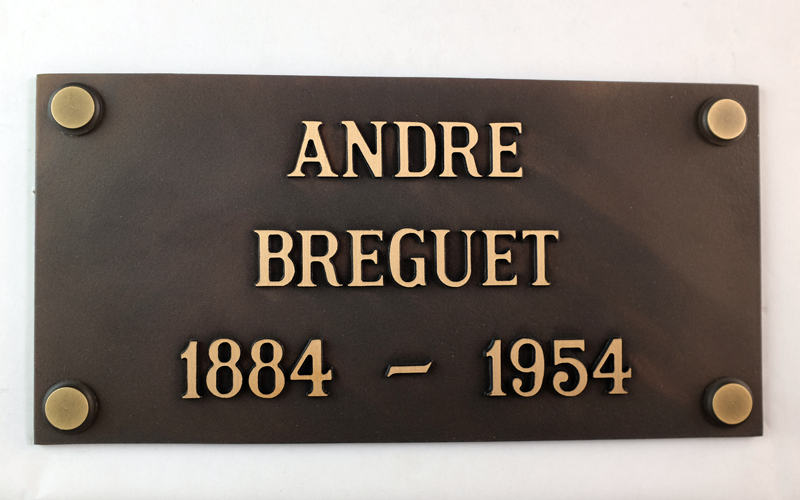 ANDRE
BREGUET
1884 – 1954